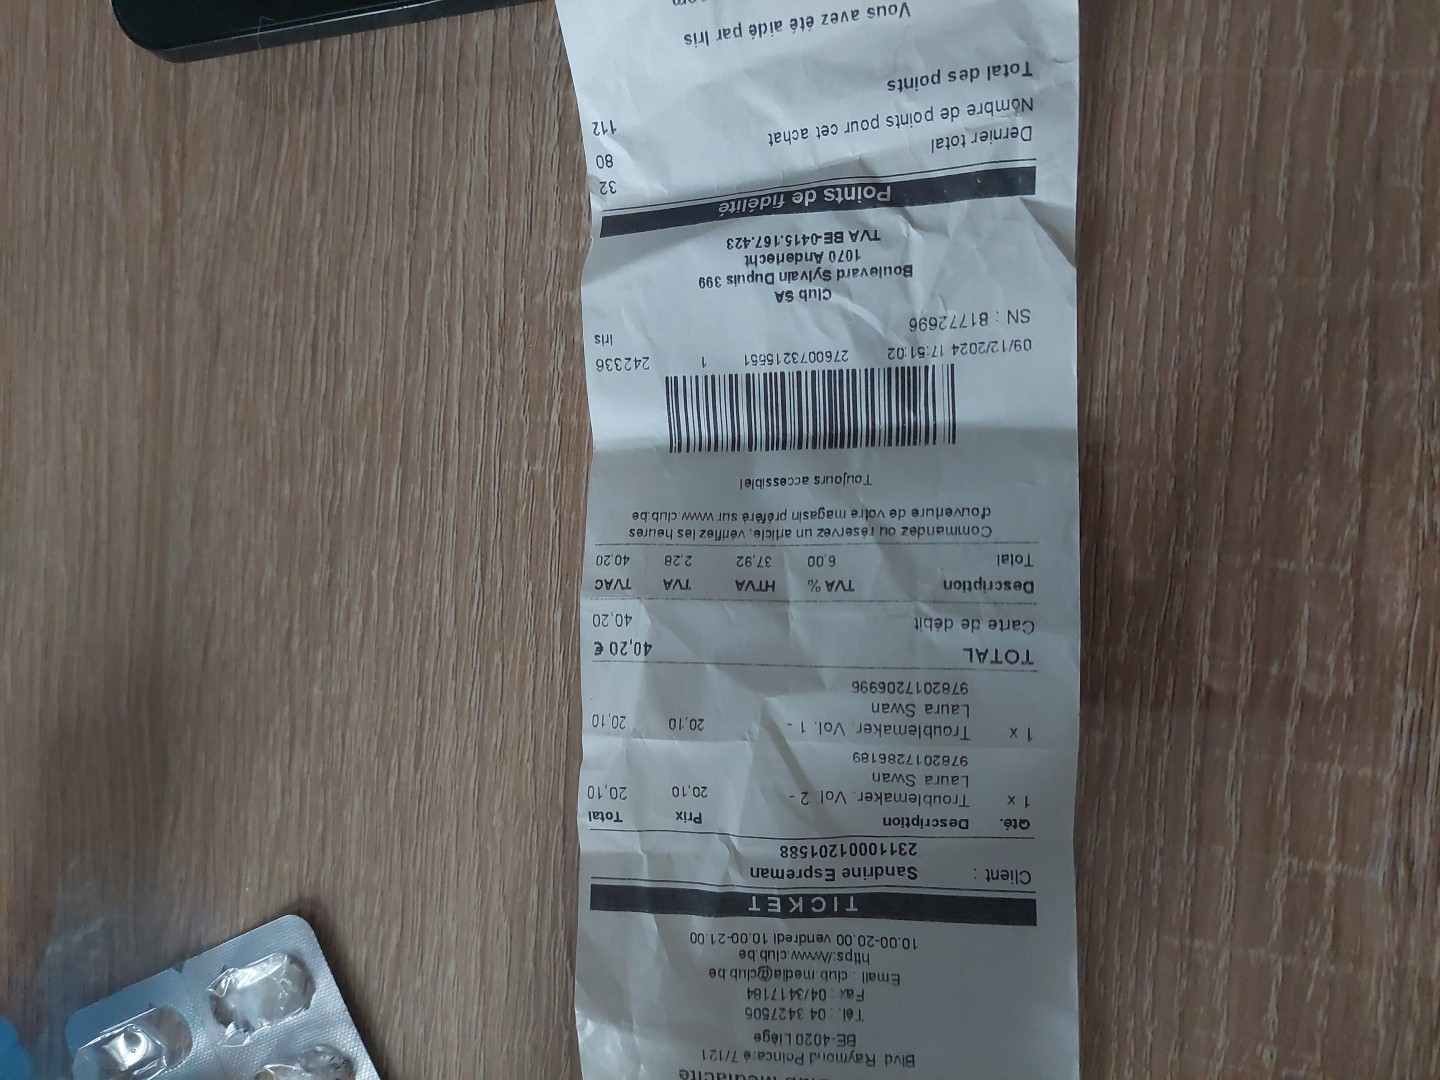 Blvd Raymond Poincaré 7/121
BE-4020 Liège
Tél. : 04 3427505
Fax : 04/3417184
Email : club.media@club.be
https://www.club.be
10.00-20.00 vendredi 10.00-21.00
TICKET
Client : Sandrine Espreman
23110001201588
Qté. Description Prix Total
1 x Troublemaker. Vol. 2 - 20,10 20,10
Laura Swan
9782017286189
1 x Troublemaker. Vol. 1 - 20,10 20,10
Laura Swan
9782017206996
TOTAL 40,20 €
Carte de débit 40,20
Description TVA % HTVA TVA TVAC
Total 6,00 37,92 2,28 40,20
Commandez ou réservez un article, vérifiez les heures
d'ouverture de votre magasin préféré sur www.club.be
Toujours accessible!
09/12/2024 17:51:02 2760073215651 1 242336
SN : 81772696 Iris
Club SA
Boulevard Sylvain Dupuis 399
1070 Anderlecht
TVA BE-0415.167.423
Points de fidélité
Dernier total 32
Nombre de points pour cet achat 80
Total des points 112
Vous avez été aidé par Iris